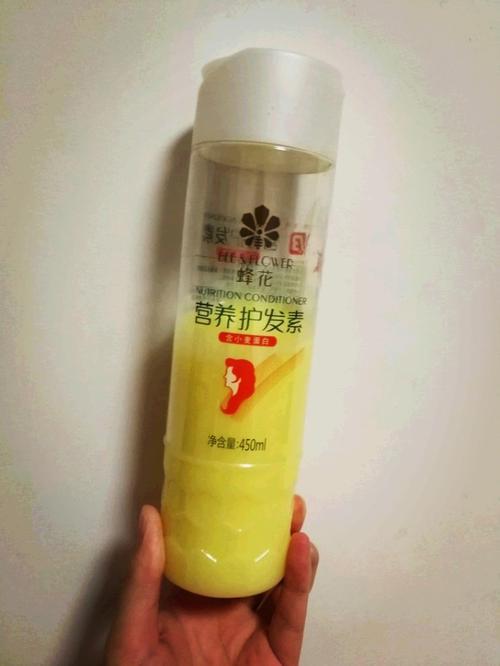 BEE & FLOWER
蜂花
NUTRITION CONDITIONER
营养护发素
含小麦蛋白
净含量:450ml